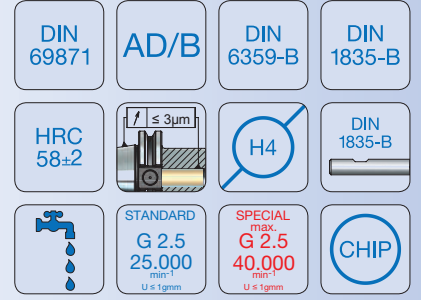 DIN
69871
AD/B
DIN
6359-B
DIN
1835-B
HRC
58±2
↗ ≤ 3µm
H4
DIN
1835-B
STANDARD
G 2.5
25.000
min-1
U ≤ 1gmm
SPECIAL
max.
G 2.5
40.000
min-1
U ≤ 1gmm
CHIP